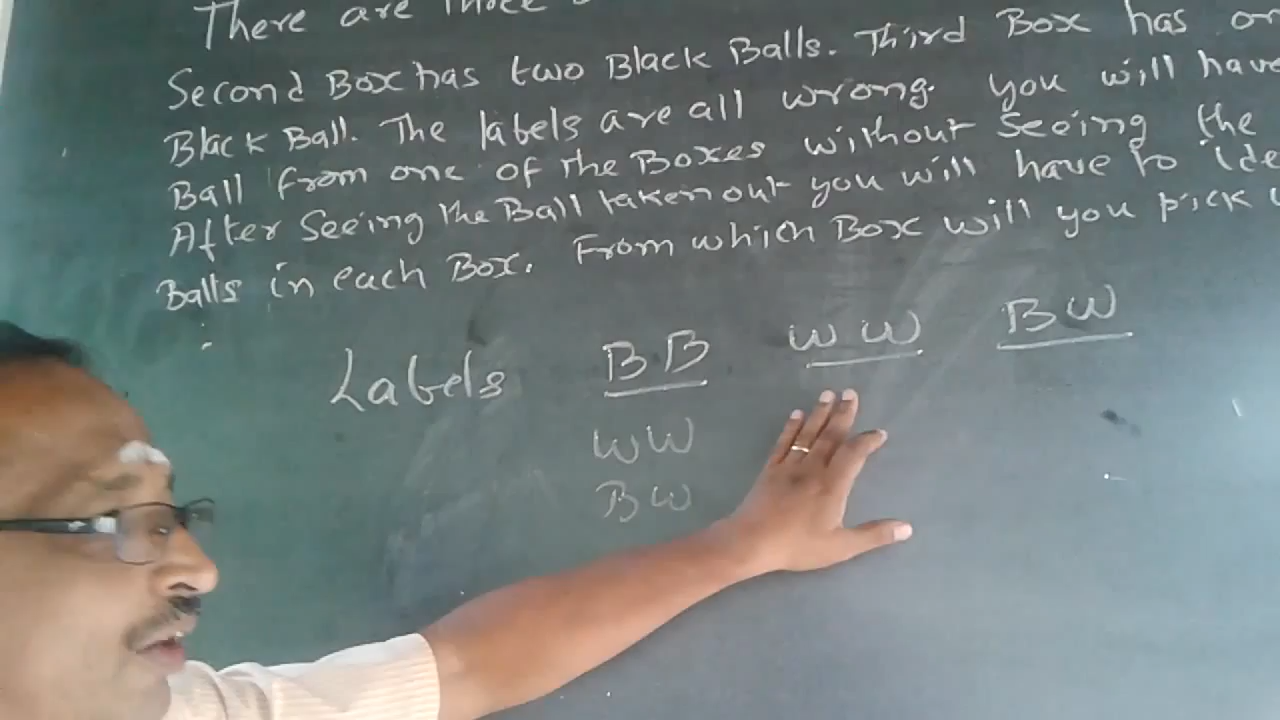 There are
Second Box has two Black Balls. Third Box has
Black Ball. The labels are all wrong. you will have
Ball from one of the Boxes without seeing the
After seeing the Ball taken out you will have to
Balls in each Box. From which Box will you pick
Labels BB WW BW
WW
BW